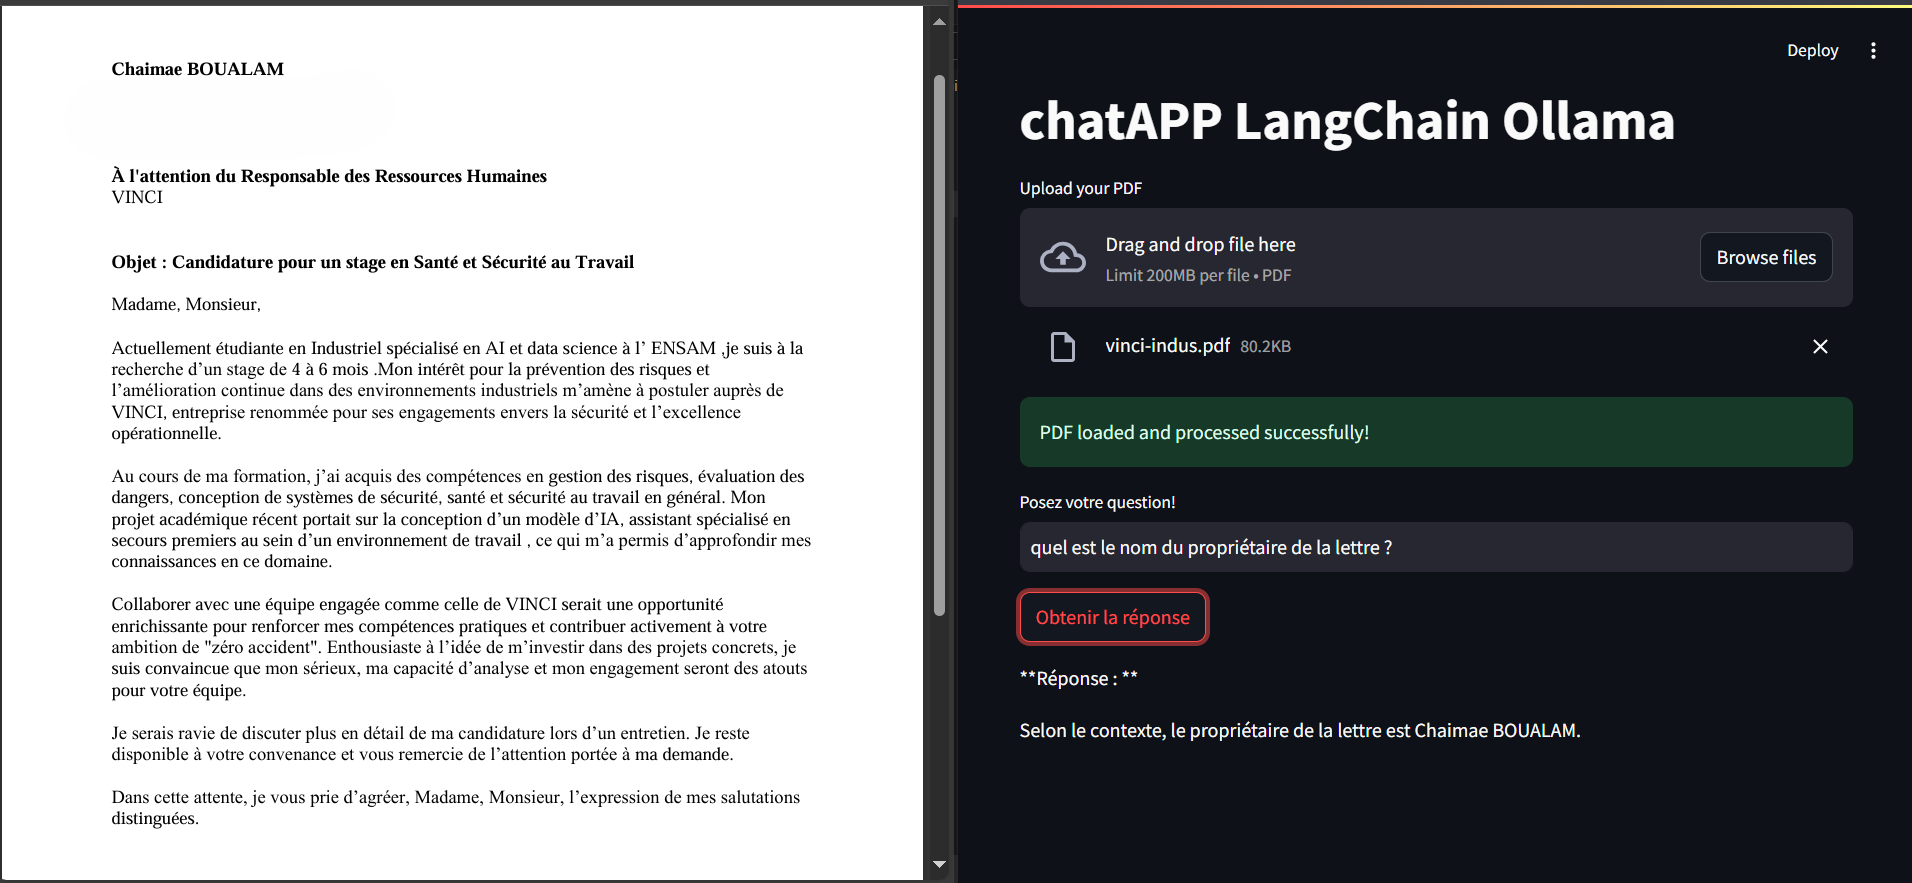 Chaimae BOUALAM
À l'attention du Responsable des Ressources Humaines
VINCI
Objet : Candidature pour un stage en Santé et Sécurité au Travail
Madame, Monsieur,
Actuellement étudiante en Industriel spécialisé en AI et data science à l’ ENSAM ,je suis à la
recherche d’un stage de 4 à 6 mois .Mon intérêt pour la prévention des risques et
l’amélioration continue dans des environnements industriels m’amène à postuler auprès de
VINCI, entreprise renommée pour ses engagements envers la sécurité et l’excellence
opérationnelle.
Au cours de ma formation, j’ai acquis des compétences en gestion des risques, évaluation des
dangers, conception de systèmes de sécurité, santé et sécurité au travail en général. Mon
projet académique récent portait sur la conception d’un modèle d’IA, assistant spécialisé en
secours premiers au sein d’un environnement de travail , ce qui m’a permis d’approfondir mes
connaissances en ce domaine.
Collaborer avec une équipe engagée comme celle de VINCI serait une opportunité
enrichissante pour renforcer mes compétences pratiques et contribuer activement à votre
ambition de "zéro accident". Enthousiaste à l’idée de m’investir dans des projets concrets, je
suis convaincue que mon sérieux, ma capacité d’analyse et mon engagement seront des atouts
pour votre équipe.
Je serais ravie de discuter plus en détail de ma candidature lors d’un entretien. Je reste
disponible à votre convenance et vous remercie de l’attention portée à ma demande.
Dans cette attente, je vous prie d’agréer, Madame, Monsieur, l’expression de mes salutations
distinguées.
Deploy
chatAPP LangChain Ollama
Upload your PDF
Drag and drop file here
Limit 200MB per file • PDF
Browse files
vinci-indus.pdf 80.2KB
PDF loaded and processed successfully!
Posez votre question!
quel est le nom du propriétaire de la lettre ?
Obtenir la réponse
**Réponse : **
Selon le contexte, le propriétaire de la lettre est Chaimae BOUALAM.